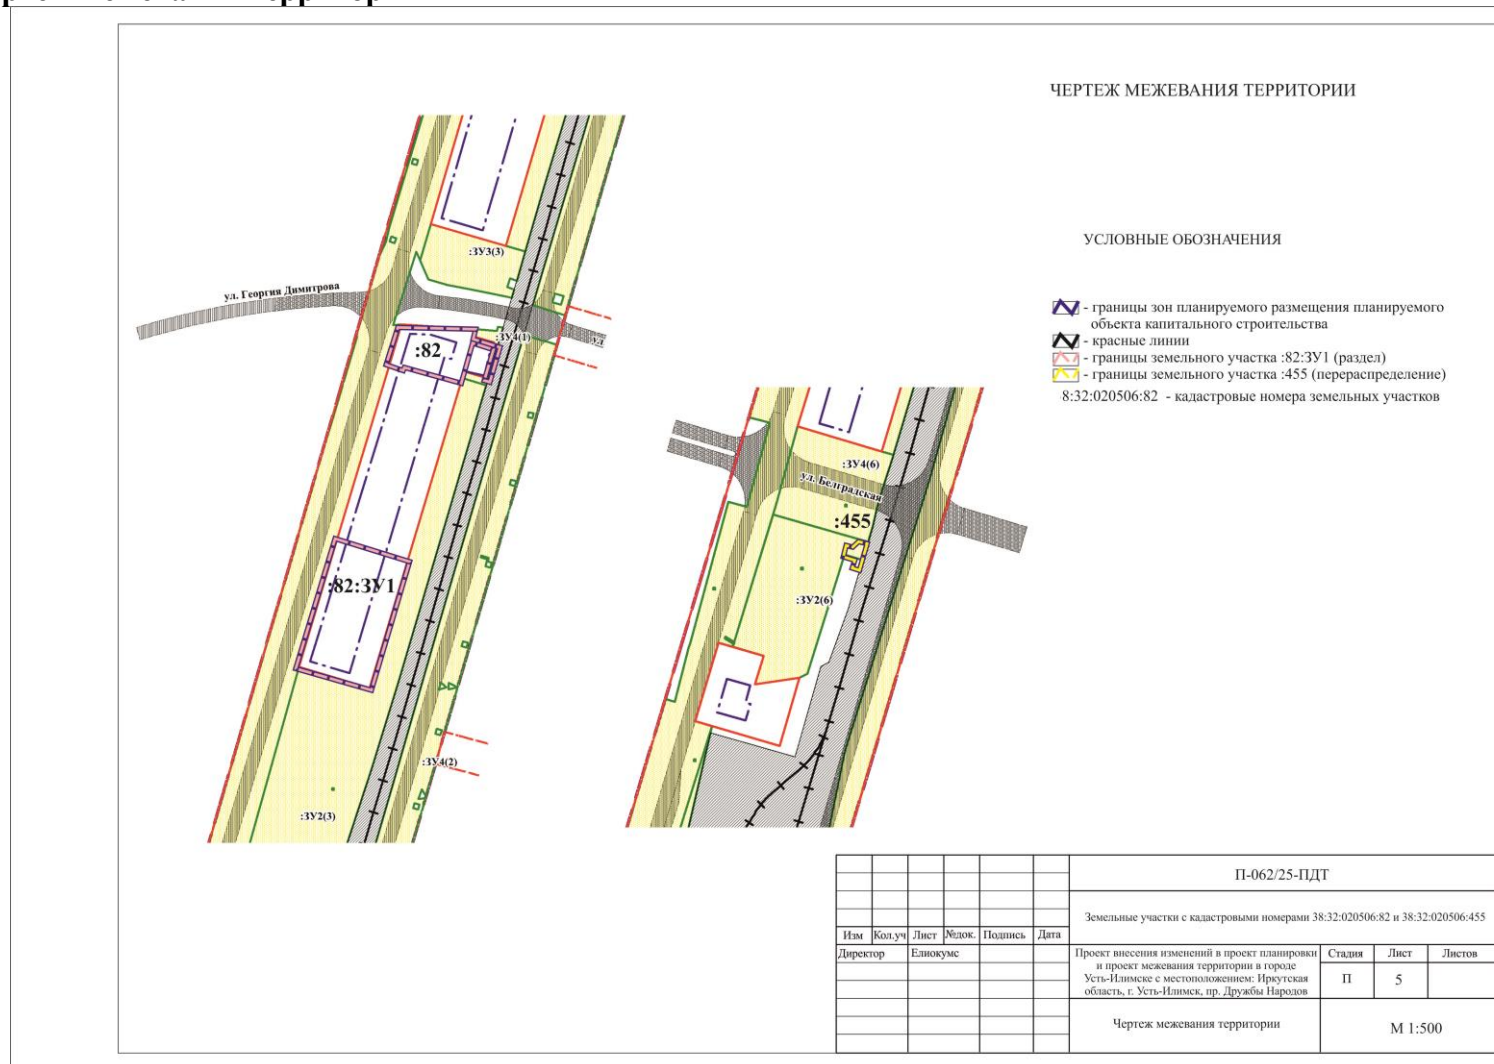 ЧЕРТЕЖ МЕЖЕВАНИЯ ТЕРРИТОРИИ
УСЛОВНЫЕ ОБОЗНАЧЕНИЯ
- границы зон планируемого размещения планируемого
объекта капитального строительства
- красные линии
- границы земельного участка :82:ЗУ1 (раздел)
- границы земельного участка :455 (перераспределение)
8:32:020506:82 - кадастровые номера земельных участков
:ЗУ3(3)
ул. Георгия Димитрова
:ЗУ4(1)
ул
:82
:82:ЗУ1
:ЗУ4(2)
:ЗУ2(3)
:ЗУ4(6)
ул. Белградская
:455
:ЗУ2(6)
П-062/25-ПДТ
Земельные участки с кадастровыми номерами 38:32:020506:82 и 38:32:020506:455
Изм Кол.уч Лист №док. Подпись Дата
Директор Елиокумс
Проект внесения изменений в проект планировки
и проект межевания территории в городе
Усть-Илимске с местоположением: Иркутская
область, г. Усть-Илимск, пр. Дружбы Народов
Стадия Лист Листов
П 5
Чертеж межевания территории
М 1:500